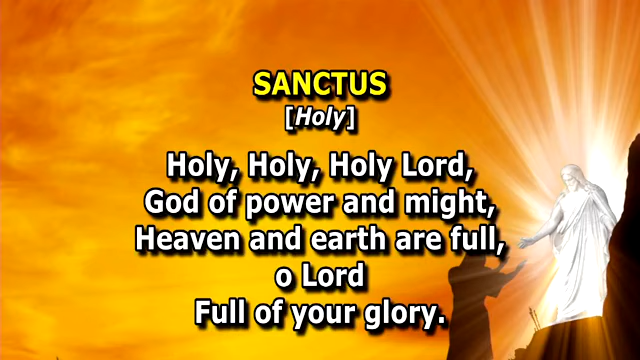 SANCTUS
[Holy]
Holy, Holy, Holy Lord,
God of power and might,
Heaven and earth are full,
o Lord
Full of your glory.